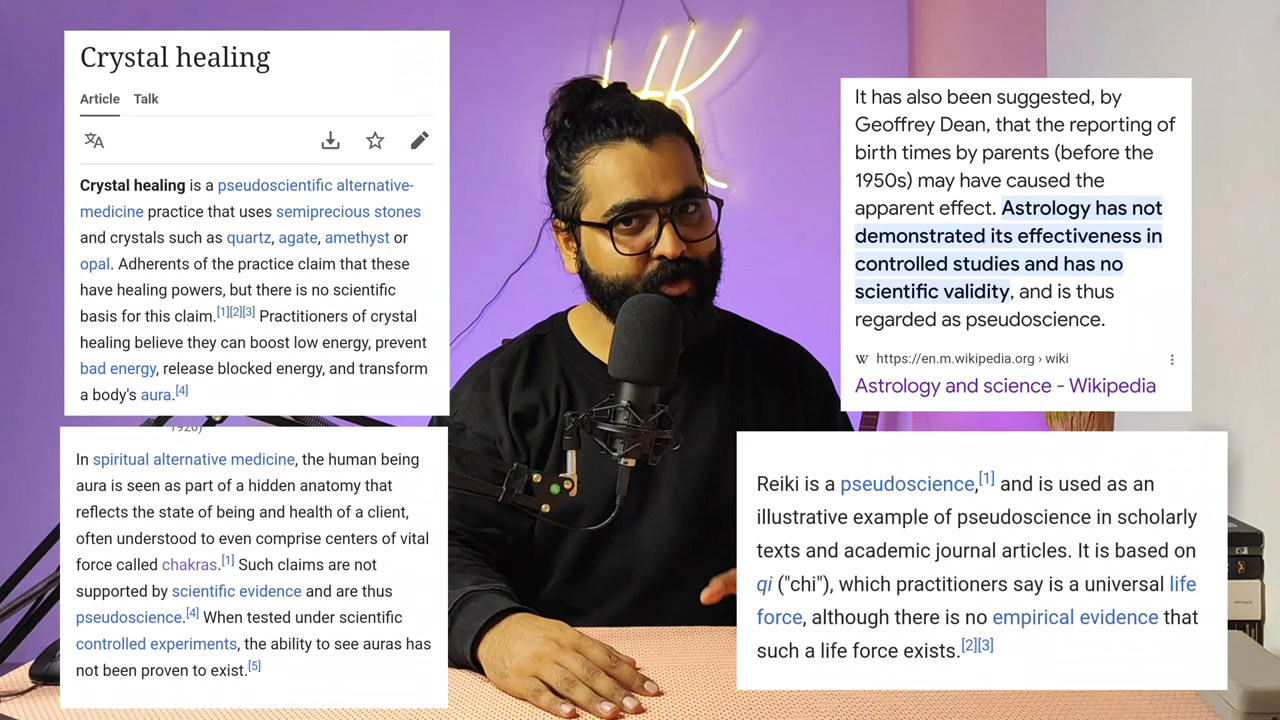 Crystal healing
Article Talk
Crystal healing is a pseudoscientific alternative-
medicine practice that uses semiprecious stones
and crystals such as quartz, agate, amethyst or
opal. Adherents of the practice claim that these
have healing powers, but there is no scientific
basis for this claim.[1][2][3] Practitioners of crystal
healing believe they can boost low energy, prevent
bad energy, release blocked energy, and transform
a body's aura.[4]
1920)
In spiritual alternative medicine, the human being
aura is seen as part of a hidden anatomy that
reflects the state of being and health of a client,
often understood to even comprise centers of vital
force called chakras.[1] Such claims are not
supported by scientific evidence and are thus
pseudoscience.[4] When tested under scientific
controlled experiments, the ability to see auras has
not been proven to exist.[5]
It has also been suggested, by
Geoffrey Dean, that the reporting of
birth times by parents (before the
1950s) may have caused the
apparent effect. Astrology has not
demonstrated its effectiveness in
controlled studies and has no
scientific validity, and is thus
regarded as pseudoscience.
W https://en.m.wikipedia.org › wiki
Astrology and science - Wikipedia
Reiki is a pseudoscience,[1] and is used as an
illustrative example of pseudoscience in scholarly
texts and academic journal articles. It is based on
qi ("chi"), which practitioners say is a universal life
force, although there is no empirical evidence that
such a life force exists.[2][3]